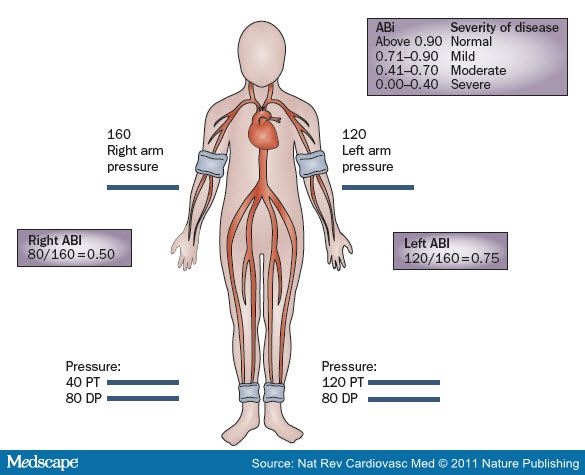 ABi Severity of disease
Above 0.90 Normal
0.71–0.90 Mild
0.41–0.70 Moderate
0.00–0.40 Severe
160
Right arm
pressure
120
Left arm
pressure
Right ABI
80/160=0.50
Left ABI
120/160=0.75
Pressure:
40 PT
80 DP
Pressure:
120 PT
80 DP
Medscape
Source: Nat Rev Cardiovasc Med © 2011 Nature Publishing